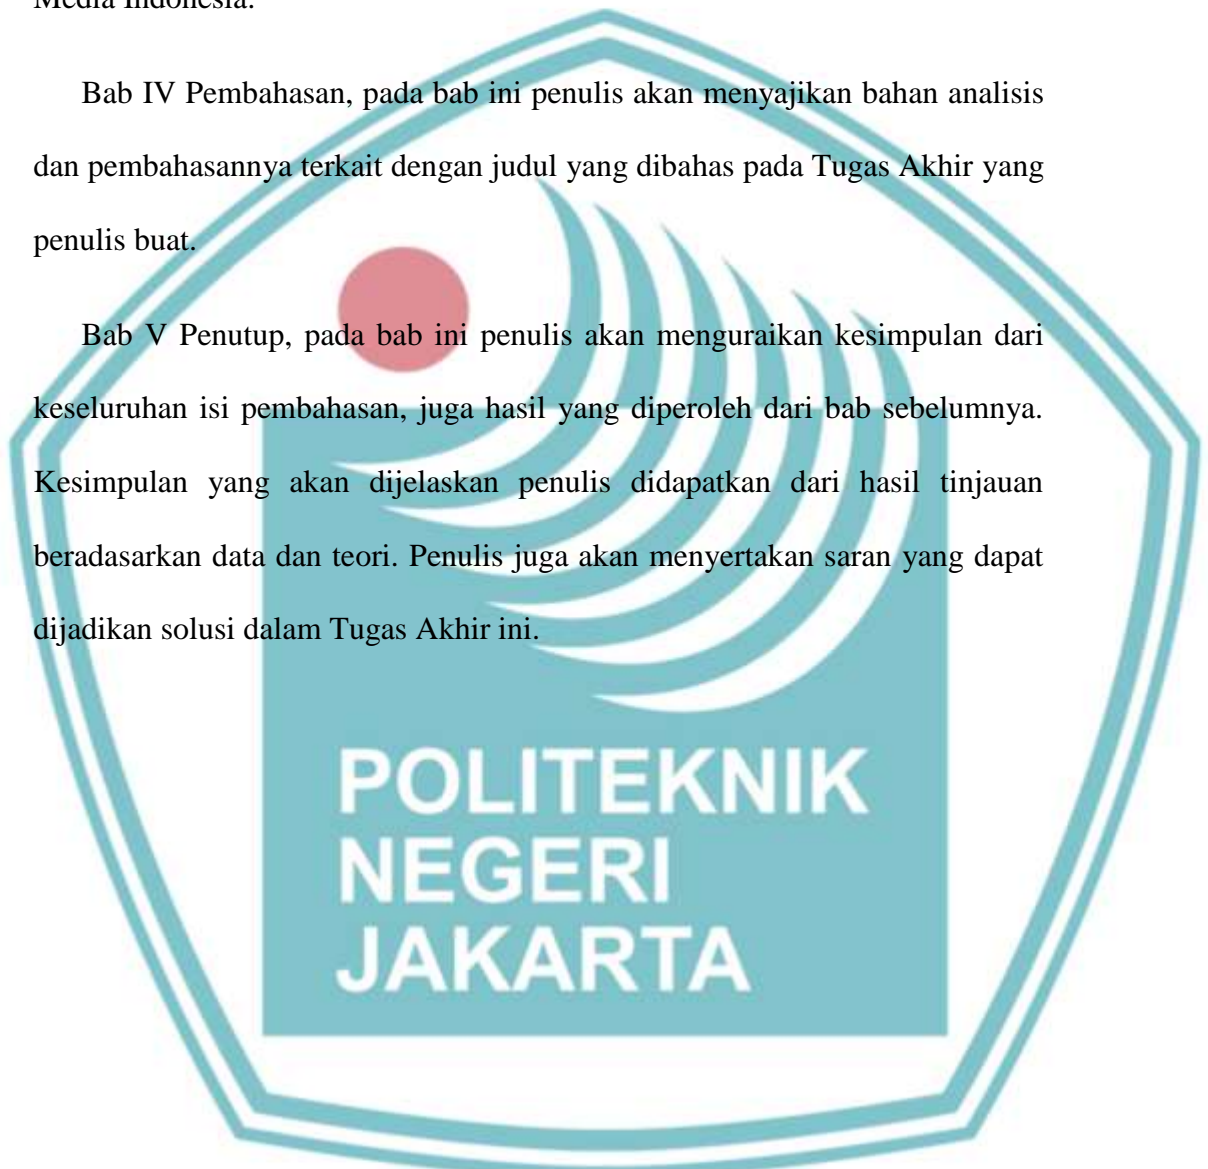 Media Indonesia.
Bab IV Pembahasan, pada bab ini penulis akan menyajikan bahan analisis
dan pembahasannya terkait dengan judul yang dibahas pada Tugas Akhir yang
penulis buat.
Bab V Penutup, pada bab ini penulis akan menguraikan kesimpulan dari
keseluruhan isi pembahasan, juga hasil yang diperoleh dari bab sebelumnya.
Kesimpulan yang akan dijelaskan penulis didapatkan dari hasil tinjauan
beradasarkan data dan teori. Penulis juga akan menyertakan saran yang dapat
dijadikan solusi dalam Tugas Akhir ini.
POLITEKNIK
NEGERI
JAKARTA